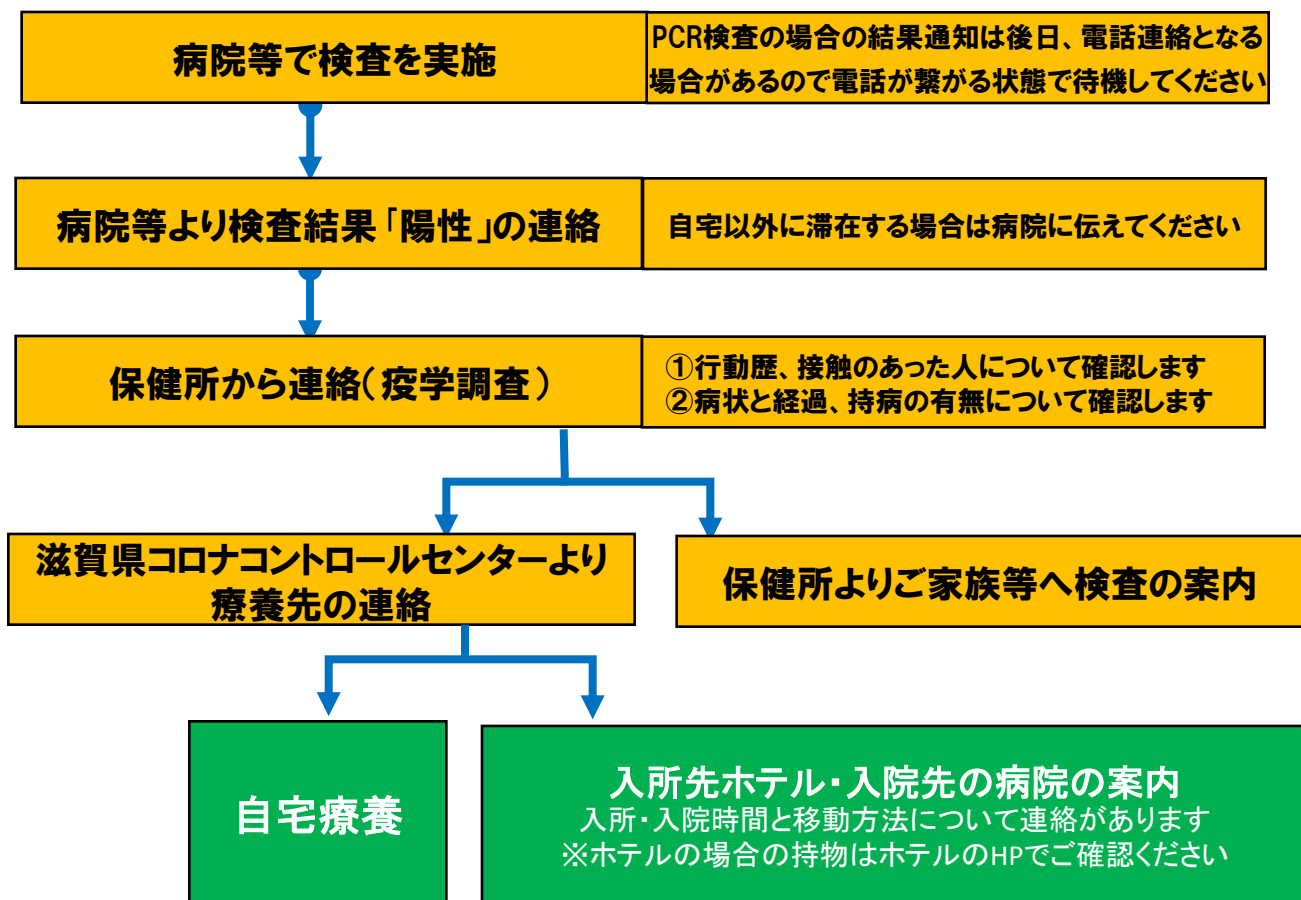 病院等で検査を実施
PCR検査の場合の結果通知は後日、電話連絡となる
場合があるので電話が繋がる状態で待機してください
病院等より検査結果「陽性」の連絡
自宅以外に滞在する場合は病院に伝えてください
保健所から連絡(疫学調査)
①行動歴、接触のあった人について確認します
②病状と経過、持病の有無について確認します
滋賀県コロナコントロールセンターより
療養先の連絡
保健所よりご家族等へ検査の案内
自宅療養
入所先ホテル・入院先の病院の案内
入所・入院時間と移動方法について連絡があります
※ホテルの場合の持物はホテルのHPでご確認ください